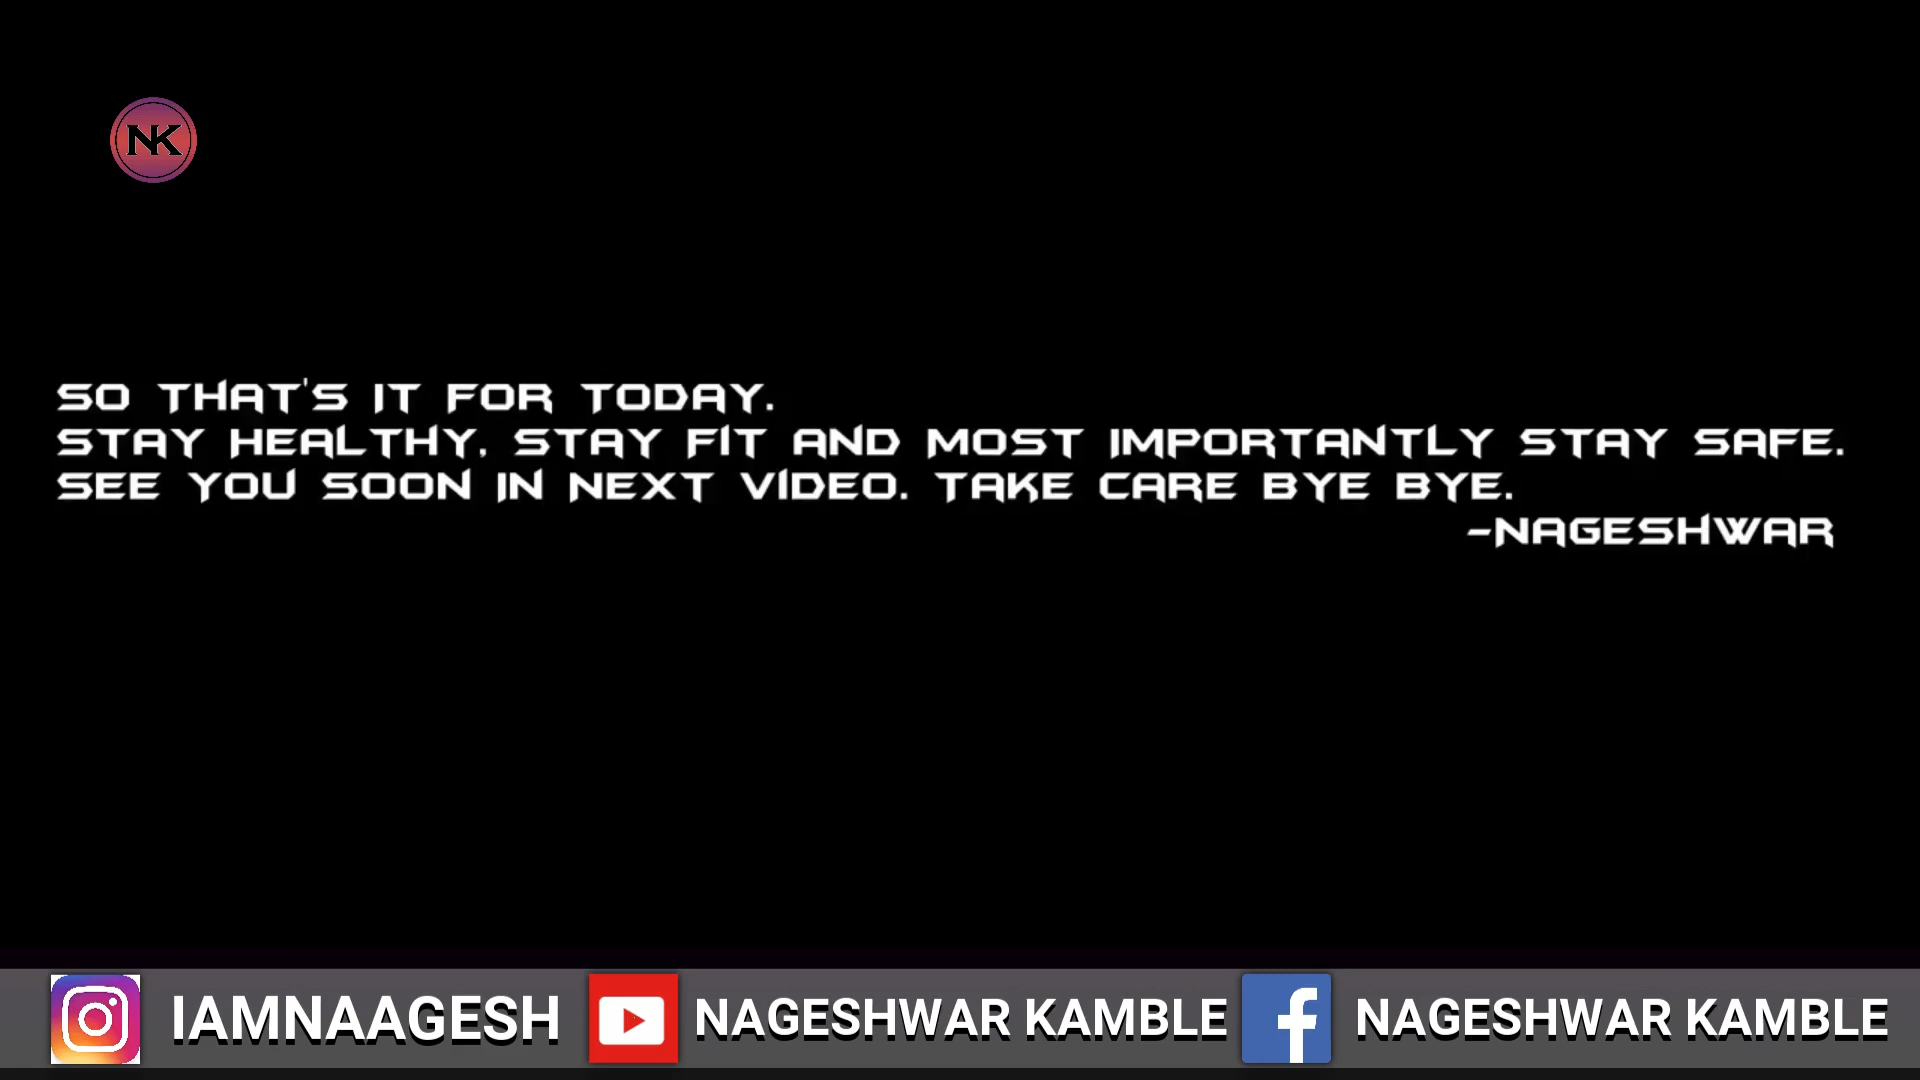 NK
SO THAT'S IT FOR TODAY.
STAY HEALTHY, STAY FIT AND MOST IMPORTANTLY STAY SAFE.
SEE YOU SOON IN NEXT VIDEO. TAKE CARE BYE BYE.
-NAGESHWAR
IAMNAAGESH NAGESHWAR KAMBLE NAGESHWAR KAMBLE